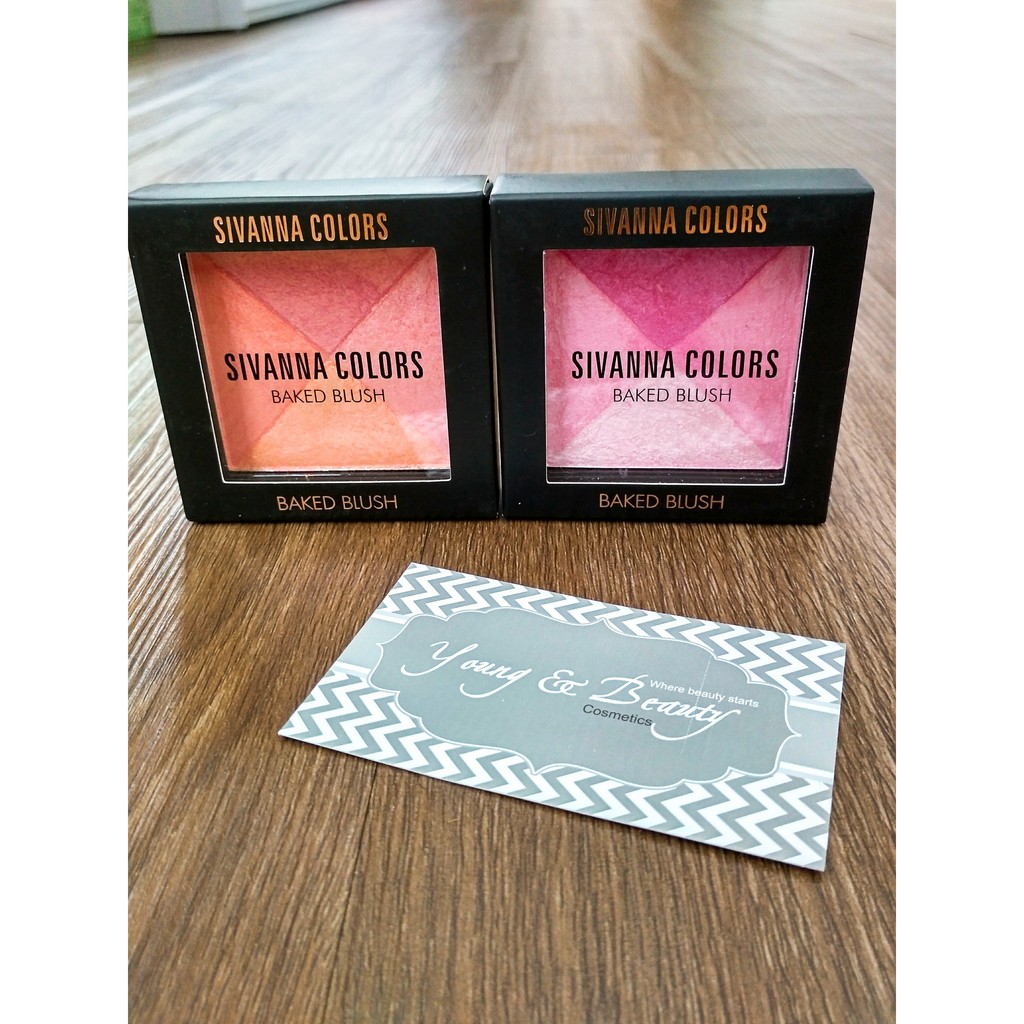 SIVANNA COLORS
SIVANNA COLORS
BAKED BLUSH
BAKED BLUSH
SIVANNA COLORS
SIVANNA COLORS
BAKED BLUSH
BAKED BLUSH
Young & Beauty
Where beauty starts
Cosmetics